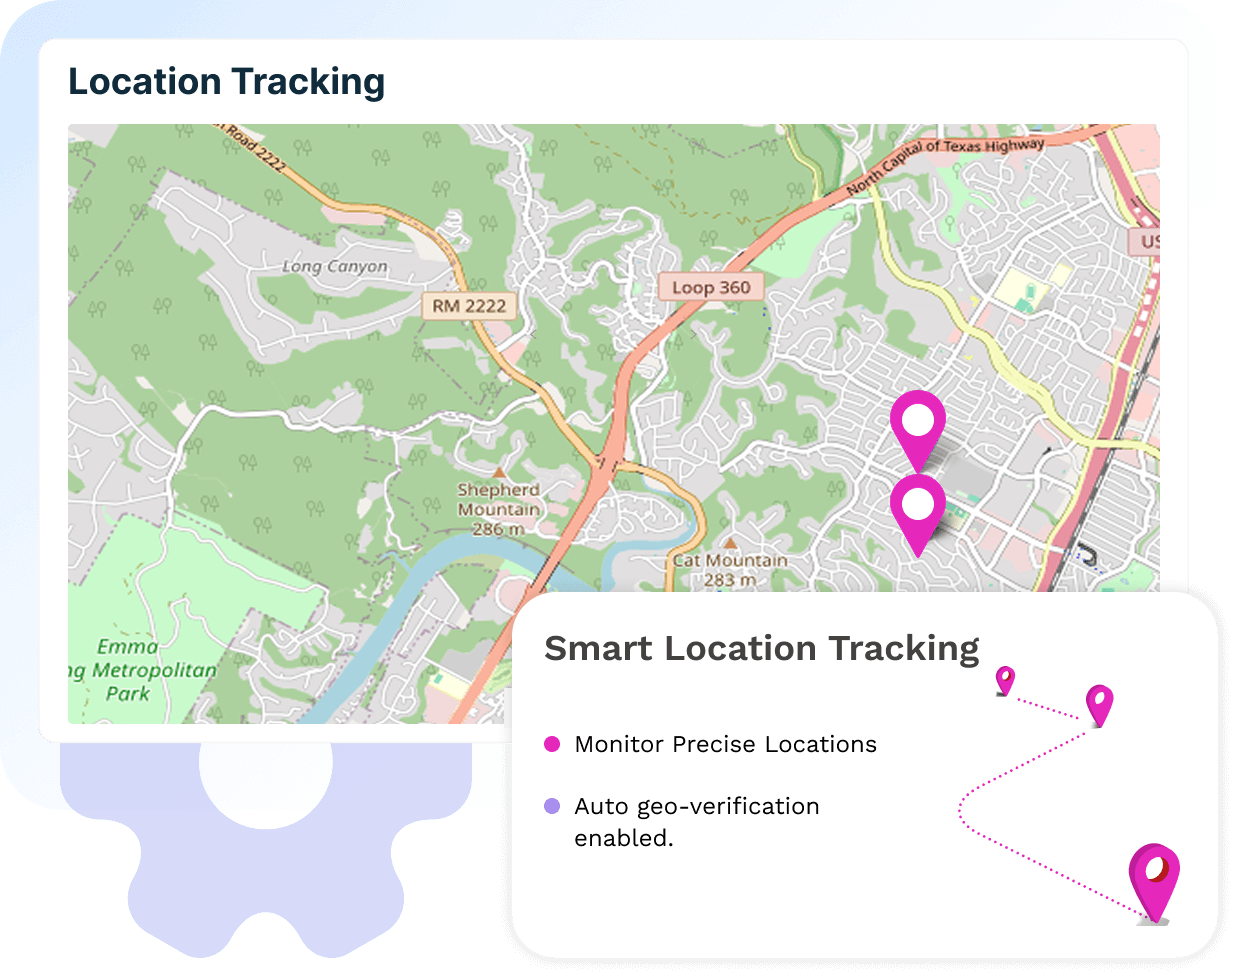 Location Tracking
Road 2222
North Capital of Texas Highway
US
Long Canyon
Loop 360
RM 2222
Shepherd
Mountain
286 m
Cat Mountain
283 m
Emma
ng Metropolitan
Park
Smart Location Tracking
Monitor Precise Locations
Auto geo-verification
enabled.